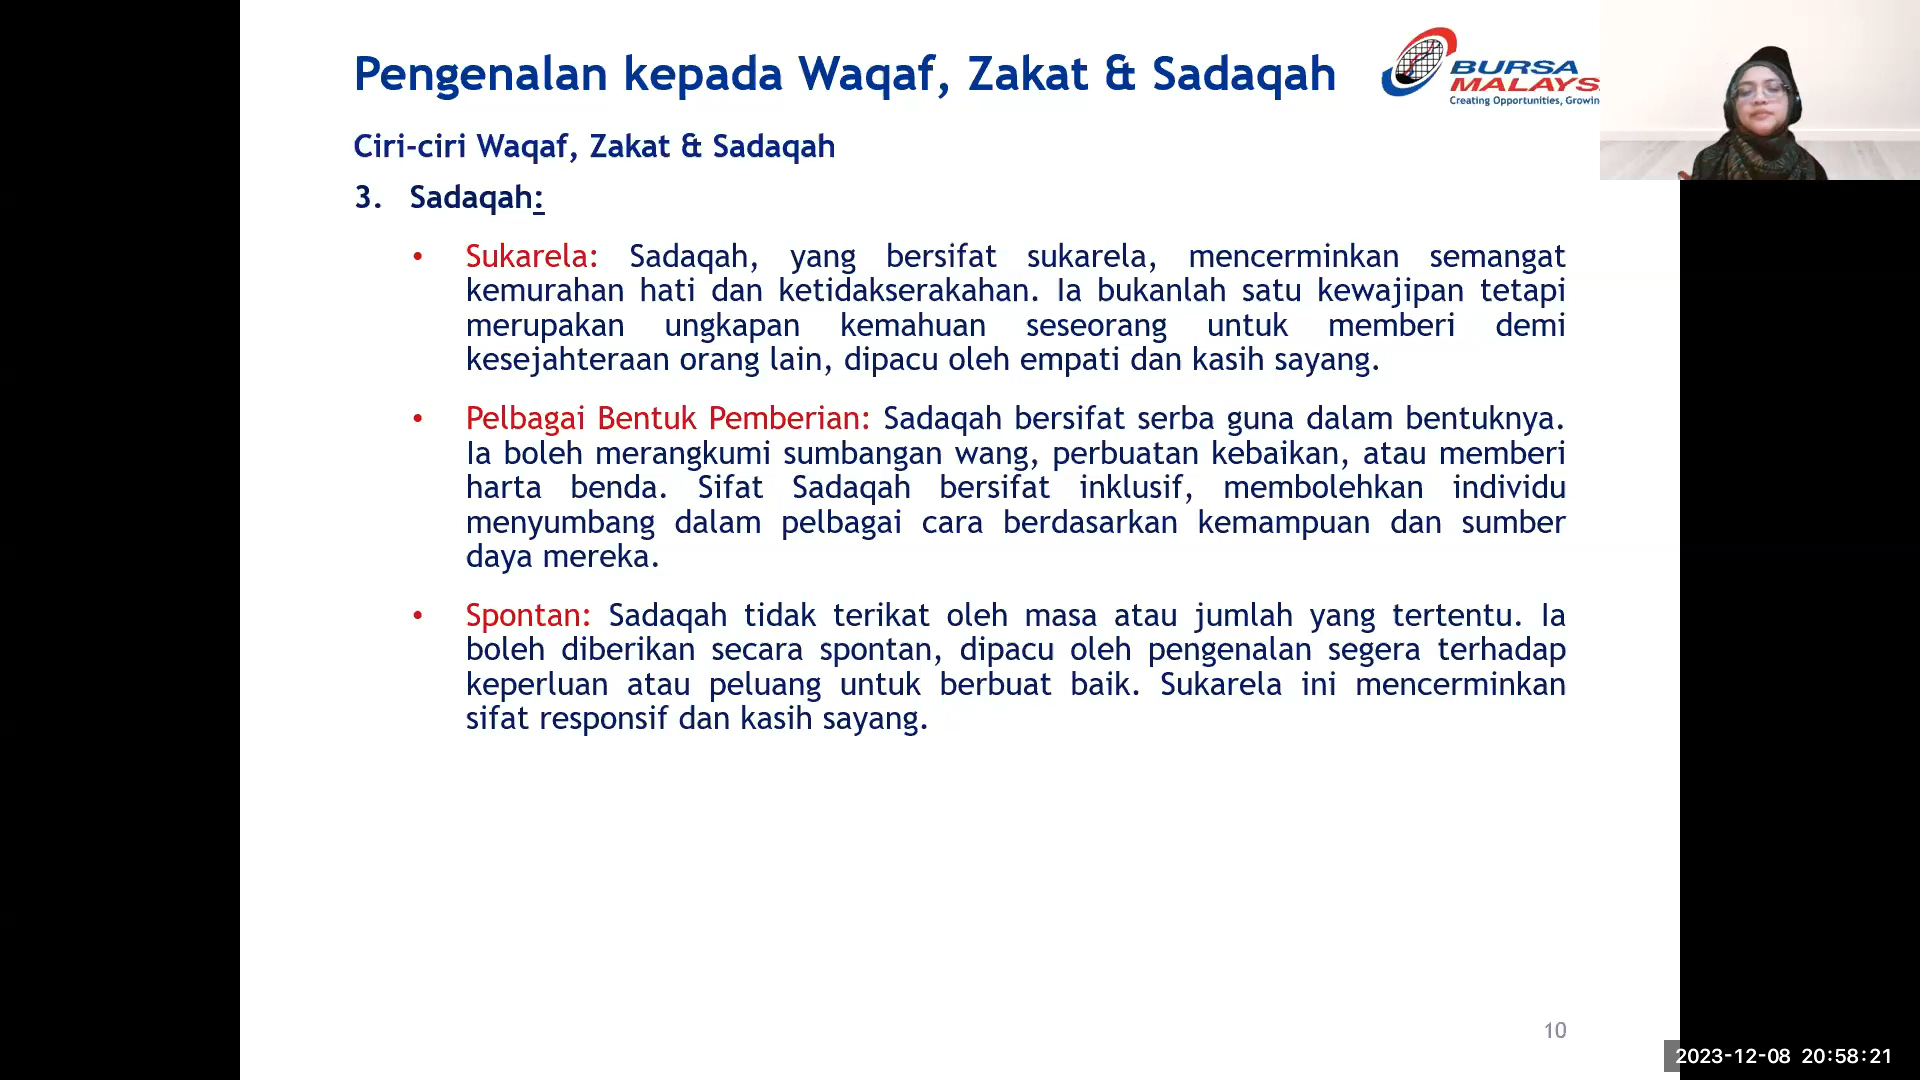 Pengenalan kepada Waqaf, Zakat & Sadaqah
BURSA
MALAYS
Creating Opportunities, Growin
Ciri-ciri Waqaf, Zakat & Sadaqah
3. Sadaqah:
• Sukarela: Sadaqah, yang bersifat sukarela, mencerminkan semangat
kemurahan hati dan ketidakserakahan. Ia bukanlah satu kewajipan tetapi
merupakan ungkapan kemahuan seseorang untuk memberi demi
kesejahteraan orang lain, dipacu oleh empati dan kasih sayang.
• Pelbagai Bentuk Pemberian: Sadaqah bersifat serba guna dalam bentuknya.
Ia boleh merangkumi sumbangan wang, perbuatan kebaikan, atau memberi
harta benda. Sifat Sadaqah bersifat inklusif, membolehkan individu
menyumbang dalam pelbagai cara berdasarkan kemampuan dan sumber
daya mereka.
• Spontan: Sadaqah tidak terikat oleh masa atau jumlah yang tertentu. Ia
boleh diberikan secara spontan, dipacu oleh pengenalan segera terhadap
keperluan atau peluang untuk berbuat baik. Sukarela ini mencerminkan
sifat responsif dan kasih sayang.
10
2023-12-08 20:58:21